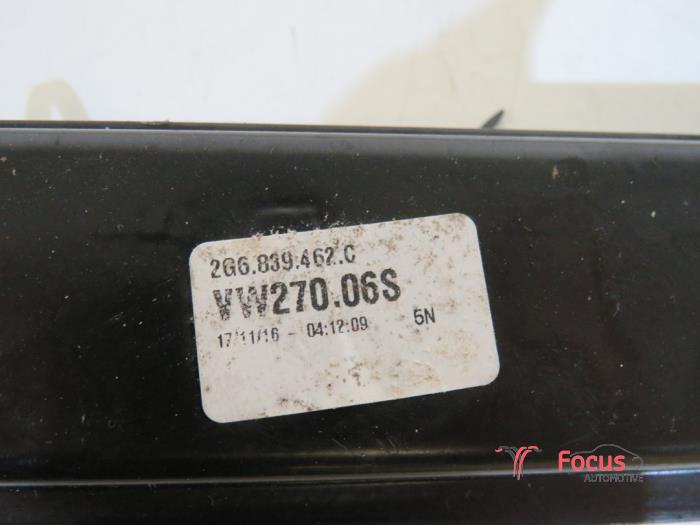 2G6.839.462.C
VW270.06S
17/11/16 - 04:12:09 5N
Focus
AUTOMOTIVE